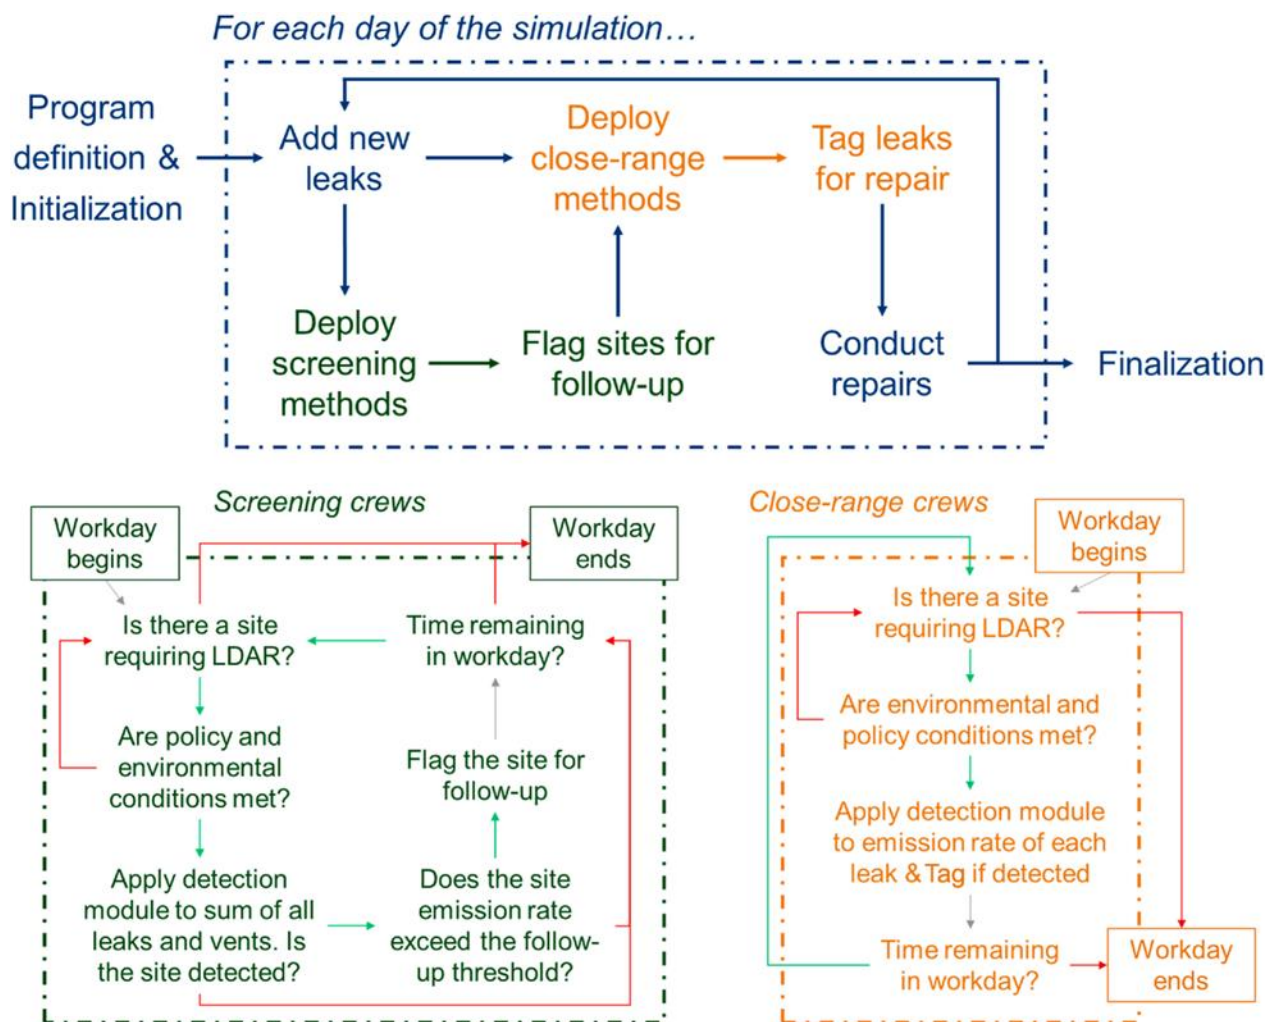 For each day of the simulation…
Program
definition &
Initialization
Add new
leaks
Deploy
close-range
methods
Tag leaks
for repair
Deploy
screening
methods
Flag sites for
follow-up
Conduct
repairs
Finalization
Screening crews
Workday
begins
Workday
ends
Is there a site
requiring LDAR?
Time remaining
in workday?
Are policy and
environmental
conditions met?
Flag the site for
follow-up
Apply detection
module to sum of all
leaks and vents. Is
the site detected?
Does the site
emission rate
exceed the follow-
up threshold?
Close-range crews
Workday
begins
Is there a site
requiring LDAR?
Are environmental and
policy conditions met?
Apply detection module
to emission rate of each
leak & Tag if detected
Time remaining
in workday?
Workday
ends